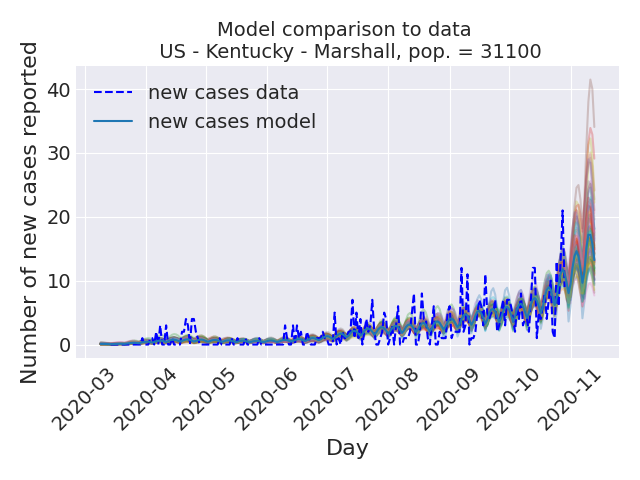 Model comparison to data
US - Kentucky - Marshall, pop. = 31100
Number of new cases reported
40
30
20
10
0
new cases data
new cases model
2020-03
2020-04
2020-05
2020-06
2020-07
2020-08
2020-09
2020-10
2020-11
Day